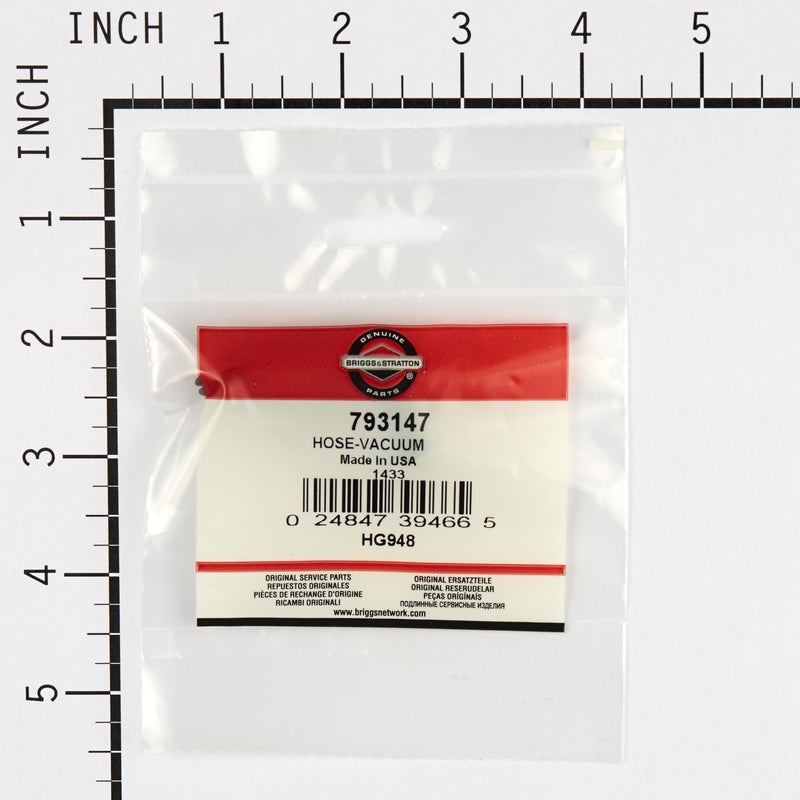 INCH 1 2 3 4 5
INCH
1
2
3
4
5
GENUINE
BRIGGS&STRATTON
PARTS ®
793147
HOSE-VACUUM
Made In USA
1433
0 24847 39466 5
HG948
ORIGINAL SERVICE PARTS
REPUESTOS ORIGINALES
PIÈCES DE RECHANGE D'ORIGINE
RICAMBI ORIGINALI
ORIGINAL ERSATZTEILE
ORIGINAL RESERUDELAR
PEÇAS ORIGINAIS
ПОДЛИННЫЕ СЕРВИСНЫЕ ИЗДЕЛИЯ
www.briggsnetwork.com